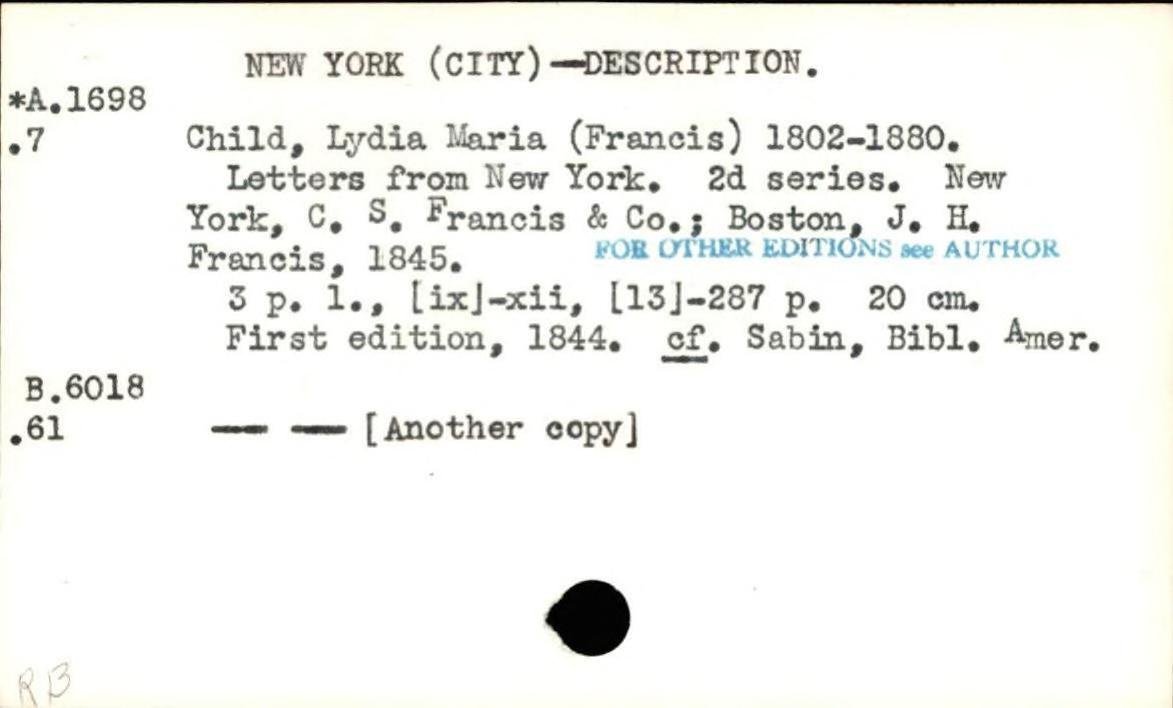 NEW YORK (CITY)—DESCRIPTION.
*A.1698
.7 Child, Lydia Maria (Francis) 1802-1880.
Letters from New York. 2d series. New
York, C. S. Francis & Co.; Boston, J. H.
Francis, 1845. FOR OTHER EDITIONS see AUTHOR
3 p. l., [ix]-xii, [13]-287 p. 20 cm.
First edition, 1844. cf. Sabin, Bibl. Amer.
B.6018
.61 — — [Another copy]
RB